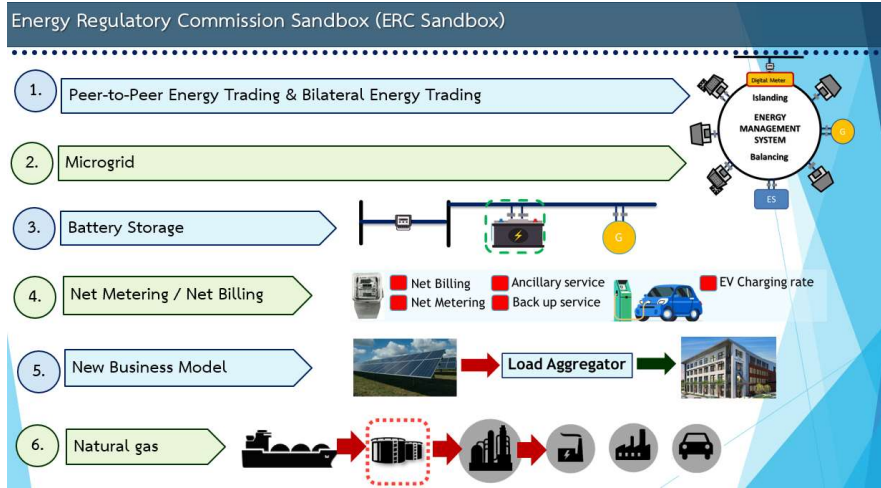 Energy Regulatory Commission Sandbox (ERC Sandbox)
1. Peer-to-Peer Energy Trading & Bilateral Energy Trading
Digital Meter
Islanding
ENERGY
MANAGEMENT
SYSTEM
Balancing
G
ES
2. Microgrid
3. Battery Storage
G
4. Net Metering / Net Billing
Net Billing
Net Metering
Ancillary service
Back up service
EV Charging rate
5. New Business Model
Load Aggregator
6. Natural gas